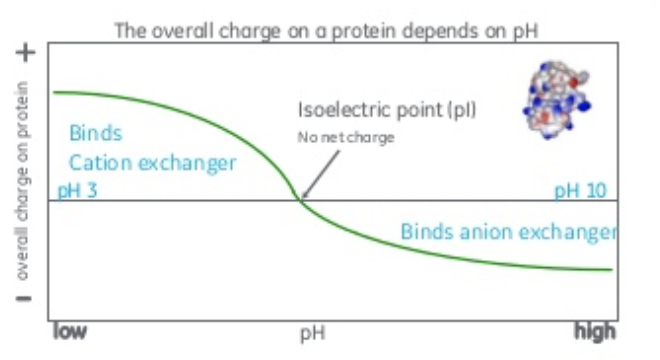 The overall charge on a protein depends on pH
+
overall charge on protein
-
Isoelectric point (pI)
No net charge
Binds
Cation exchanger
pH 3
pH 10
Binds anion exchanger
low
pH
high